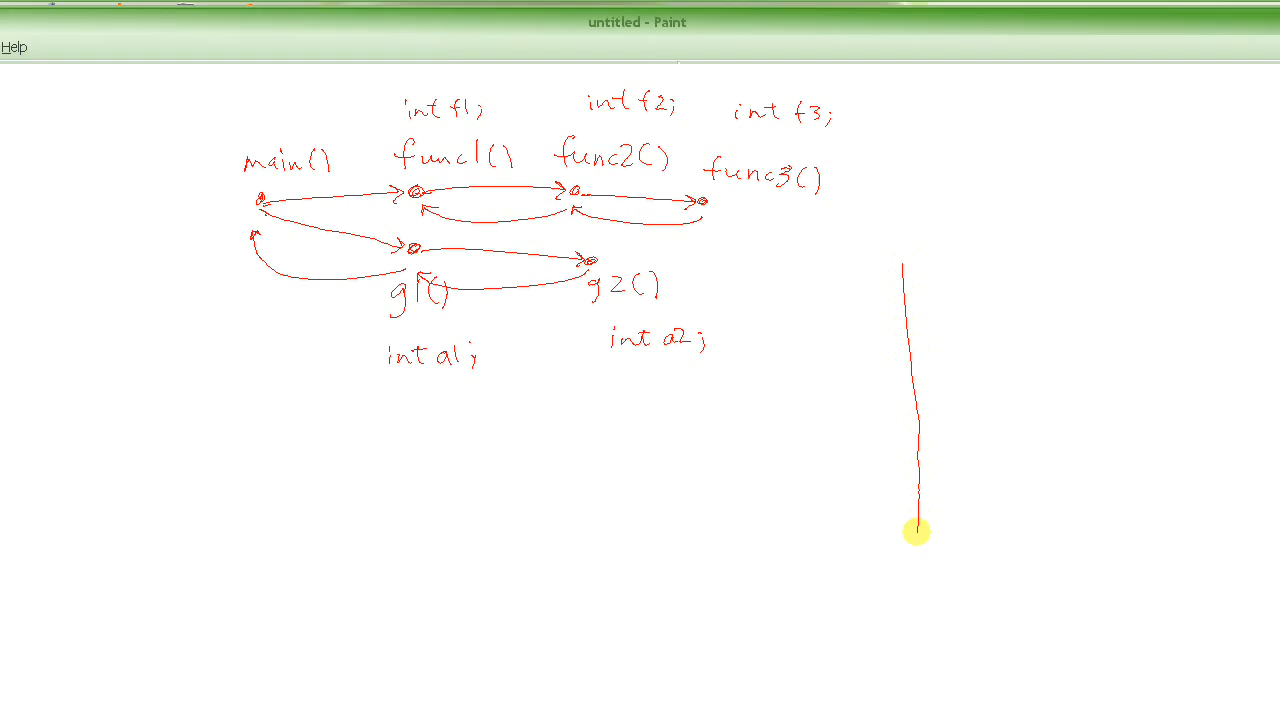 untitled - Paint
Help
int f1;
int f2;
int f3;
main()
func1()
func2()
func3()
g1()
g2()
int a1;
int a2;